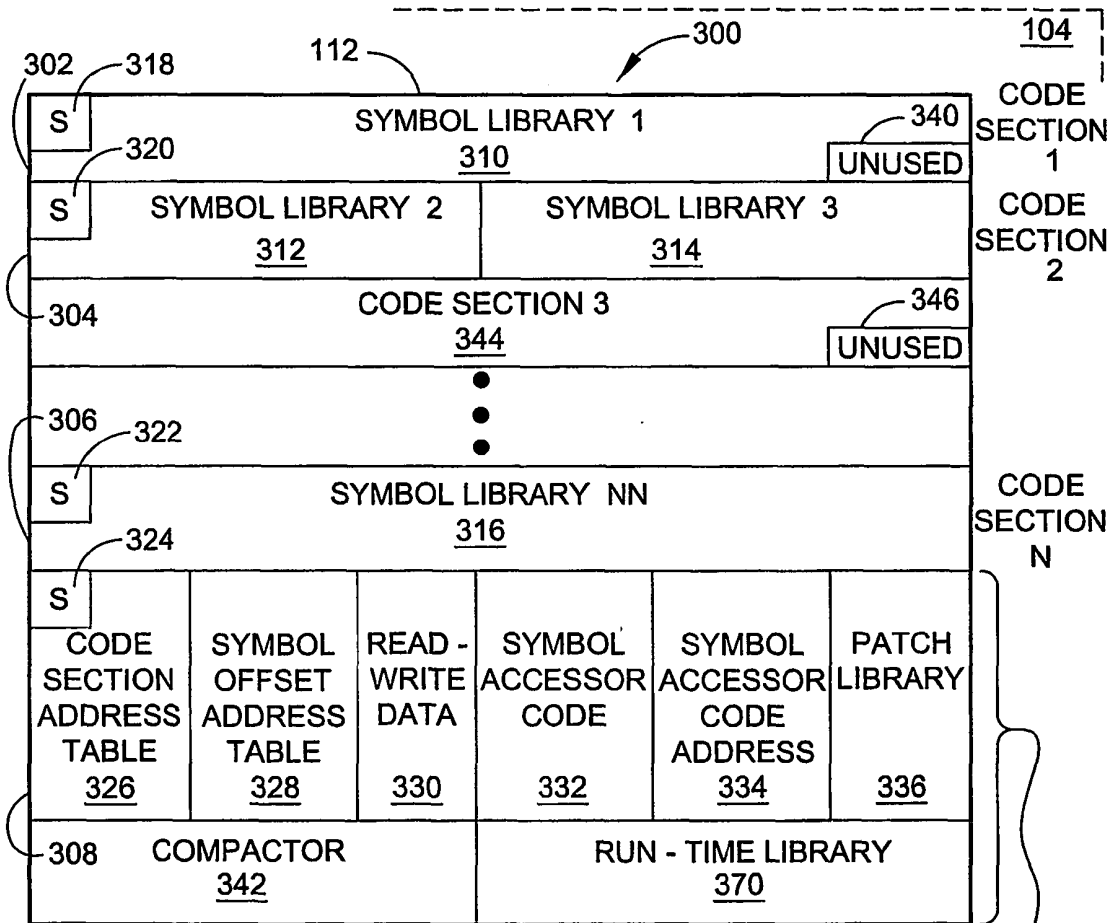 104
300
112
302
318
S
SYMBOL LIBRARY 1
310
340
UNUSED
CODE
SECTION
1
320
S
SYMBOL LIBRARY 2
312
SYMBOL LIBRARY 3
314
CODE
SECTION
2
304
CODE SECTION 3
344
346
UNUSED
306
322
S
SYMBOL LIBRARY NN
316
CODE
SECTION
N
324
S
CODE
SECTION
ADDRESS
TABLE
326
SYMBOL
OFFSET
ADDRESS
TABLE
328
READ -
WRITE
DATA
330
SYMBOL
ACCESSOR
CODE
332
SYMBOL
ACCESSOR
CODE
ADDRESS
334
PATCH
LIBRARY
336
308
COMPACTOR
342
RUN - TIME LIBRARY
370